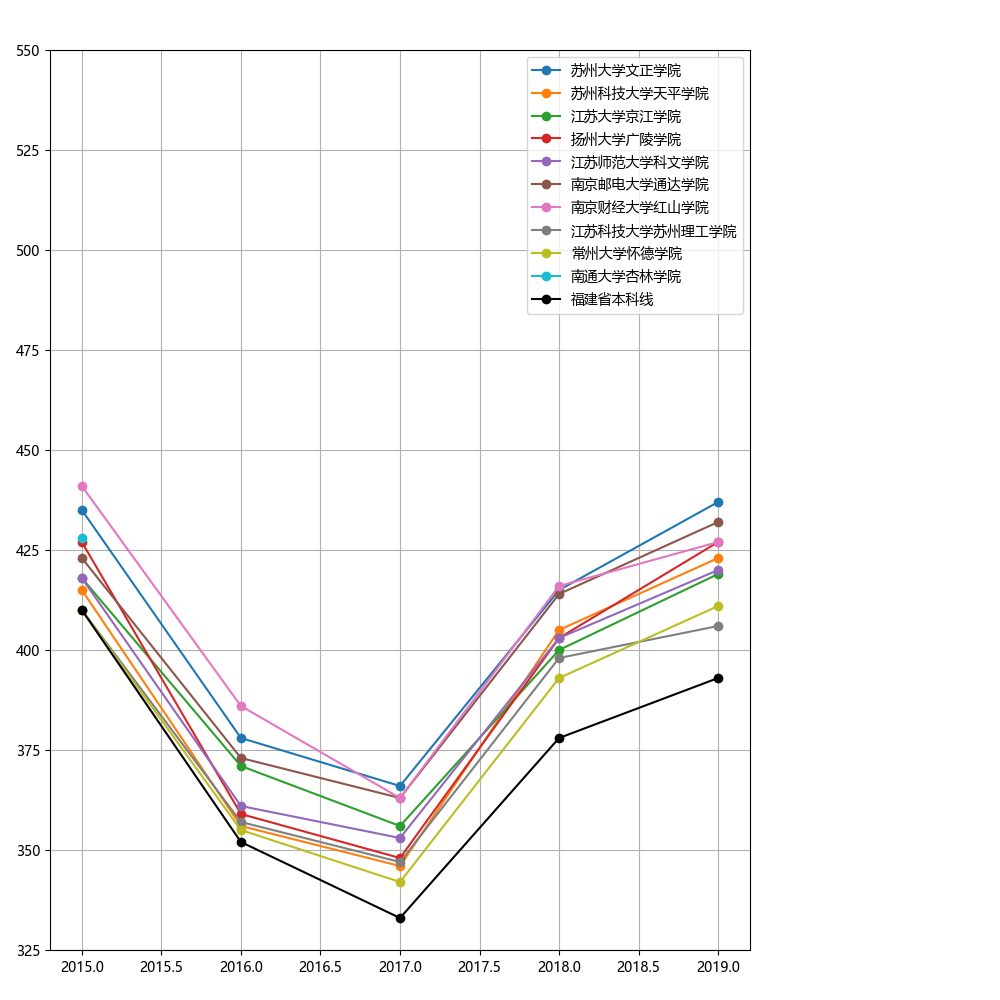 550
525
500
475
450
425
400
375
350
325
苏州大学文正学院
苏州科技大学天平学院
江苏大学京江学院
扬州大学广陵学院
江苏师范大学科文学院
南京邮电大学通达学院
南京财经大学红山学院
江苏科技大学苏州理工学院
常州大学怀德学院
南通大学杏林学院
福建省本科线
2015.0 2015.5 2016.0 2016.5 2017.0 2017.5 2018.0 2018.5 2019.0